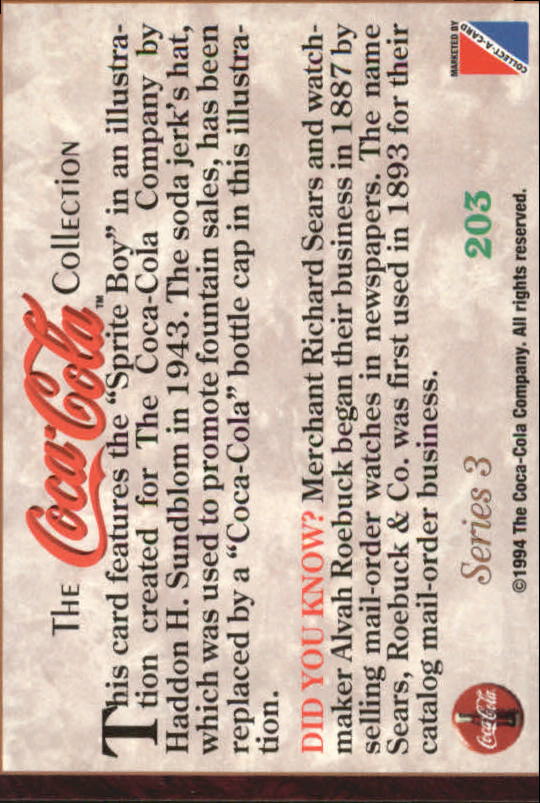 THE Coca-Cola™ COLLECTION
This card features the “Sprite Boy” in an illustra-
tion created for The Coca-Cola Company by
Haddon H. Sundblom in 1943. The soda jerk’s hat,
which was used to promote fountain sales, has been
replaced by a “Coca-Cola” bottle cap in this illustra-
tion.
DID YOU KNOW? Merchant Richard Sears and watch-
maker Alvah Roebuck began their business in 1887 by
selling mail-order watches in newspapers. The name
Sears, Roebuck & Co. was first used in 1893 for their
catalog mail-order business.
Coca-Cola
Series 3
203
MARKETED BY
COLLECT-A-CARD
©1994 The Coca-Cola Company. All rights reserved.